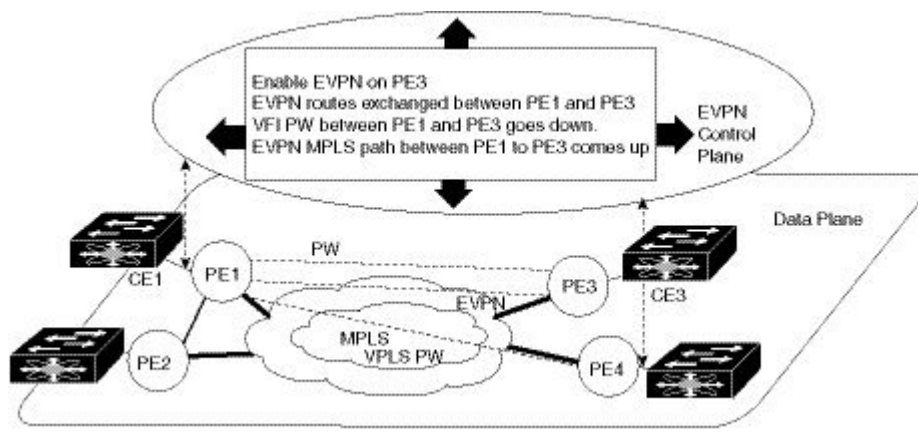 Enable EVPN on PE3
EVPN routes exchanged between PE1 and PE3
VFI PW between PE1 and PE3 goes down.
EVPN MPLS path between PE1 to PE3 comes up
EVPN
Control
Plane
Data Plane
CE1
PE1
PW
PE3
CE3
EVPN
MPLS
VPLS PW
PE2
PE4